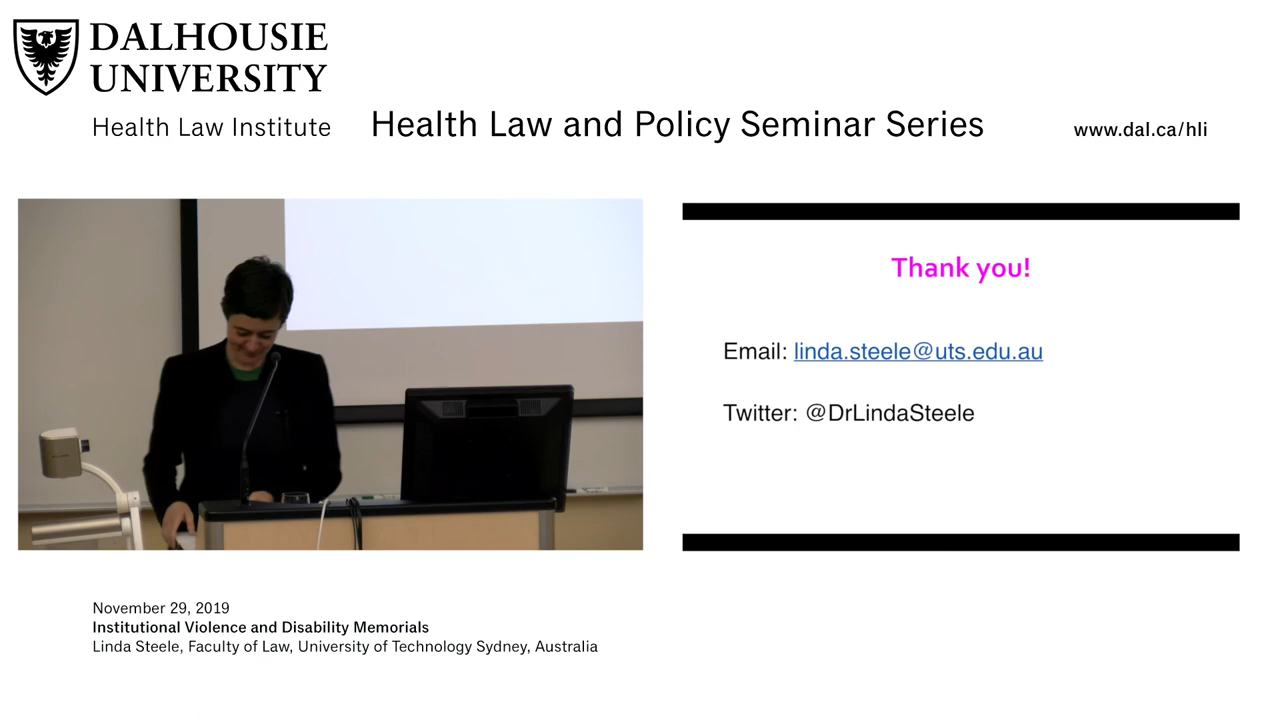 DALHOUSIE
UNIVERSITY
Health Law Institute
Health Law and Policy Seminar Series
www.dal.ca/hli
Thank you!
Email: linda.steele@uts.edu.au
Twitter: @DrLindaSteele
November 29, 2019
Institutional Violence and Disability Memorials
Linda Steele, Faculty of Law, University of Technology Sydney, Australia